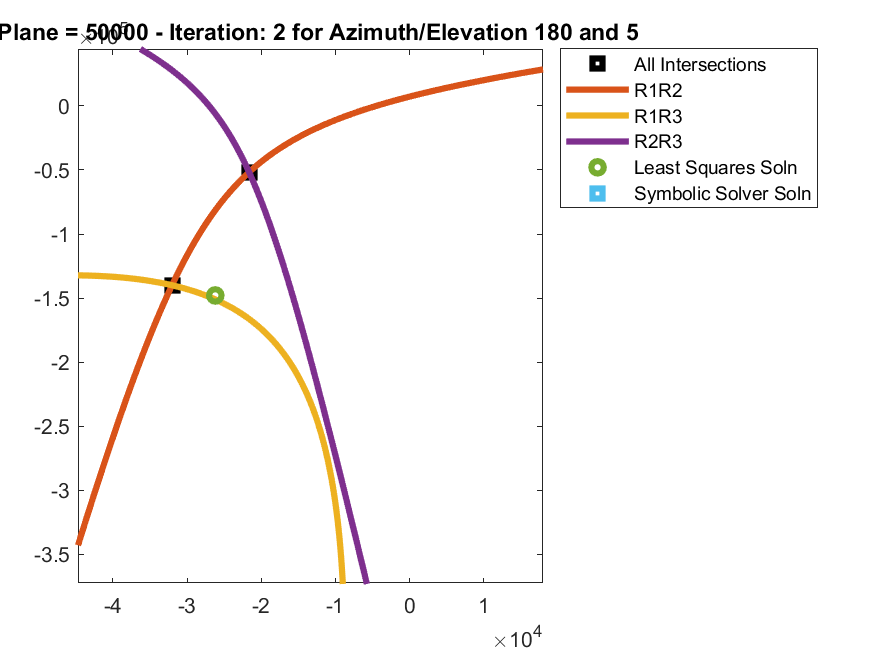 Plane = 50000 - Iteration: 2 for Azimuth/Elevation 180 and 5
×10⁵
All Intersections
R1R2
R1R3
R2R3
Least Squares Soln
Symbolic Solver Soln
0
-0.5
-1
-1.5
-2
-2.5
-3
-3.5
-4 -3 -2 -1 0 1
×10⁴